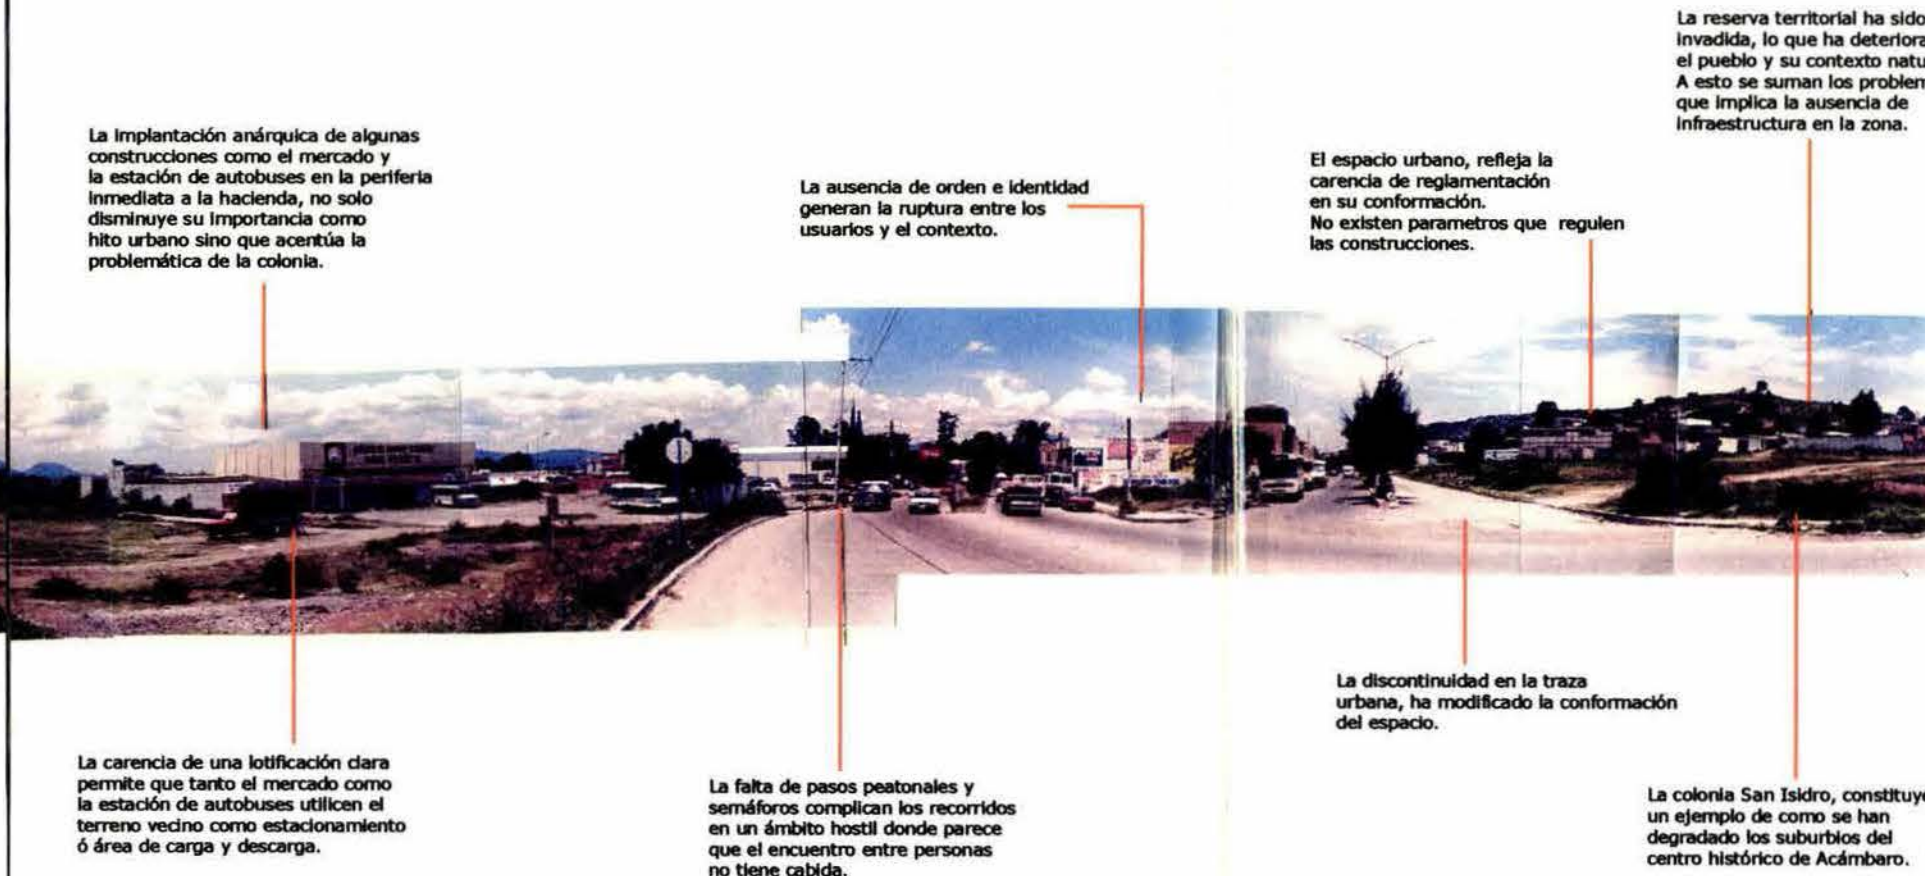 La implantación anárquica de algunas
construcciones como el mercado y
la estación de autobuses en la periferia
inmediata a la hacienda, no solo
disminuye su importancia como
hito urbano sino que acentúa la
problemática de la colonia.
La ausencia de orden e identidad
generan la ruptura entre los
usuarios y el contexto.
El espacio urbano, refleja la
carencia de reglamentación
en su conformación.
No existen parametros que regulen
las construcciones.
La reserva territorial ha sido
invadida, lo que ha deteriora
el pueblo y su contexto natu
A esto se suman los problem
que implica la ausencia de
infraestructura en la zona.
La carencia de una lotificación clara
permite que tanto el mercado como
la estación de autobuses utilicen el
terreno vecino como estacionamiento
ó área de carga y descarga.
La falta de pasos peatonales y
semáforos complican los recorridos
en un ámbito hostil donde parece
que el encuentro entre personas
no tiene cabida.
La discontinuidad en la traza
urbana, ha modificado la conformación
del espacio.
La colonia San Isidro, constituye
un ejemplo de como se han
degradado los suburbios del
centro histórico de Acámbaro.